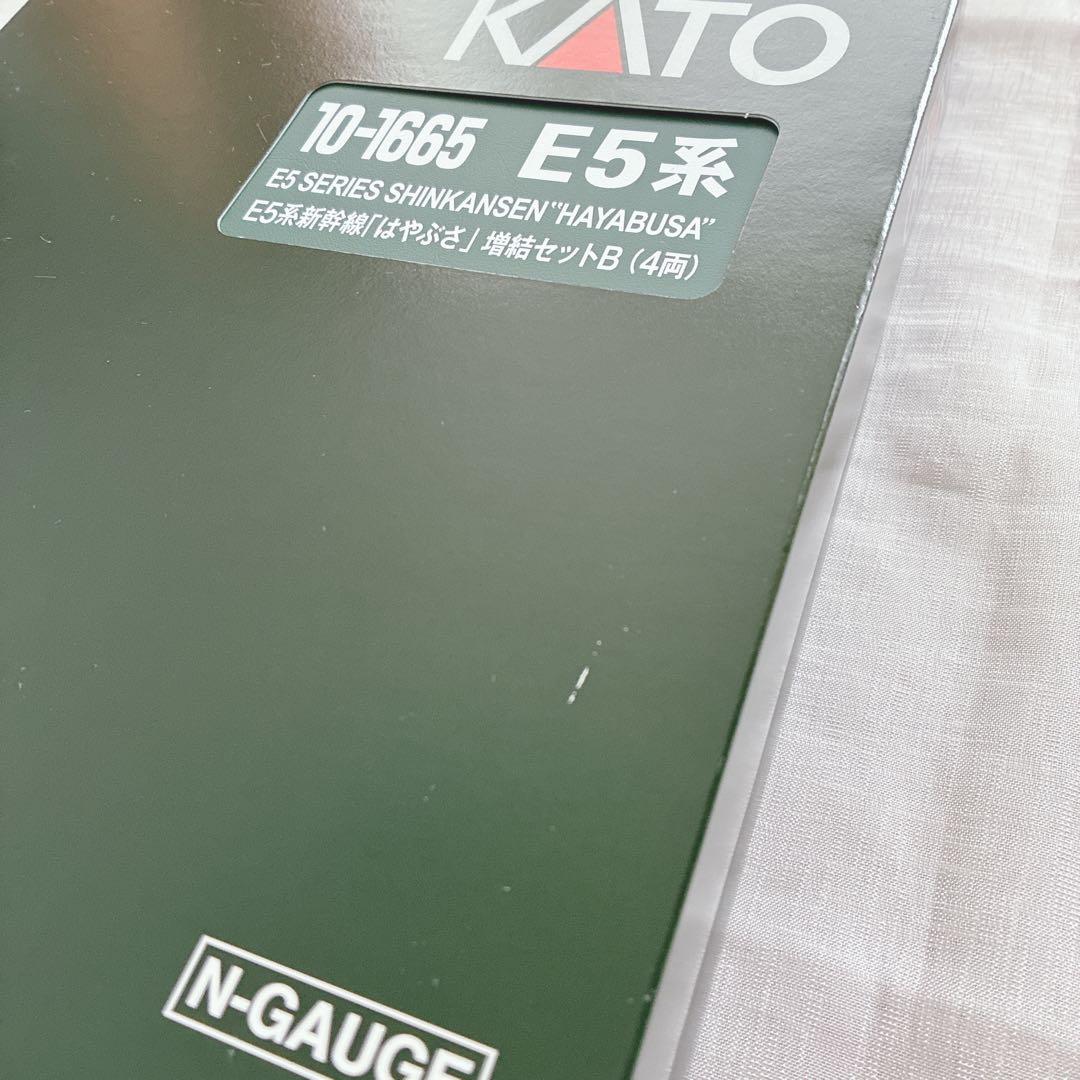 KATO
10-1665 E5系
E5 SERIES SHINKANSEN "HAYABUSA"
E5系新幹線「はやぶさ」増結セットB（4両）
N-GAUGE